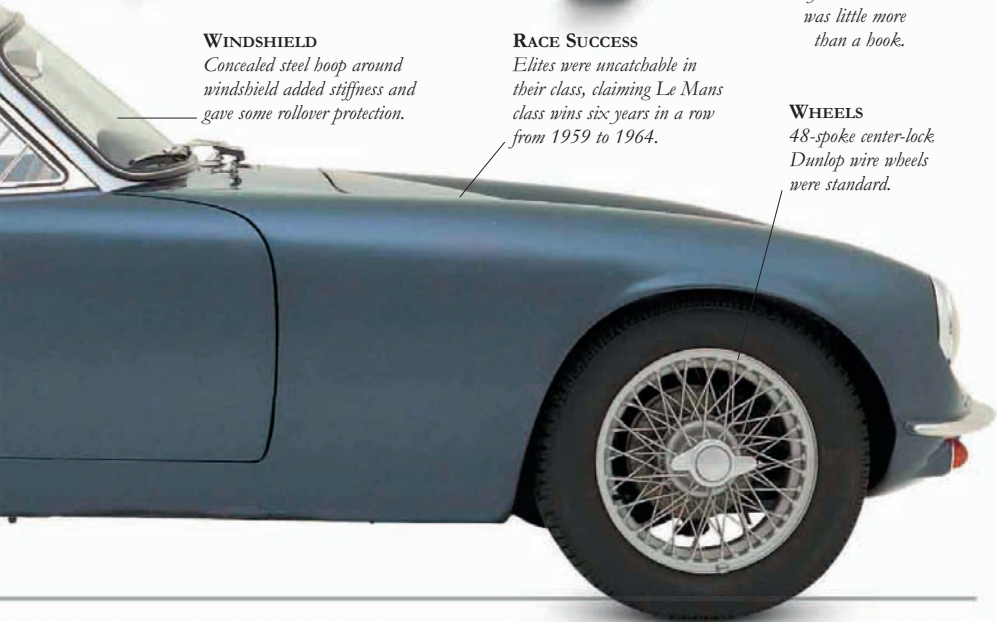 was little more
than a hook.
WINDSHIELD
Concealed steel hoop around
windshield added stiffness and
gave some rollover protection.
RACE SUCCESS
Elites were uncatchable in
their class, claiming Le Mans
class wins six years in a row
from 1959 to 1964.
WHEELS
48-spoke center-lock
Dunlop wire wheels
were standard.